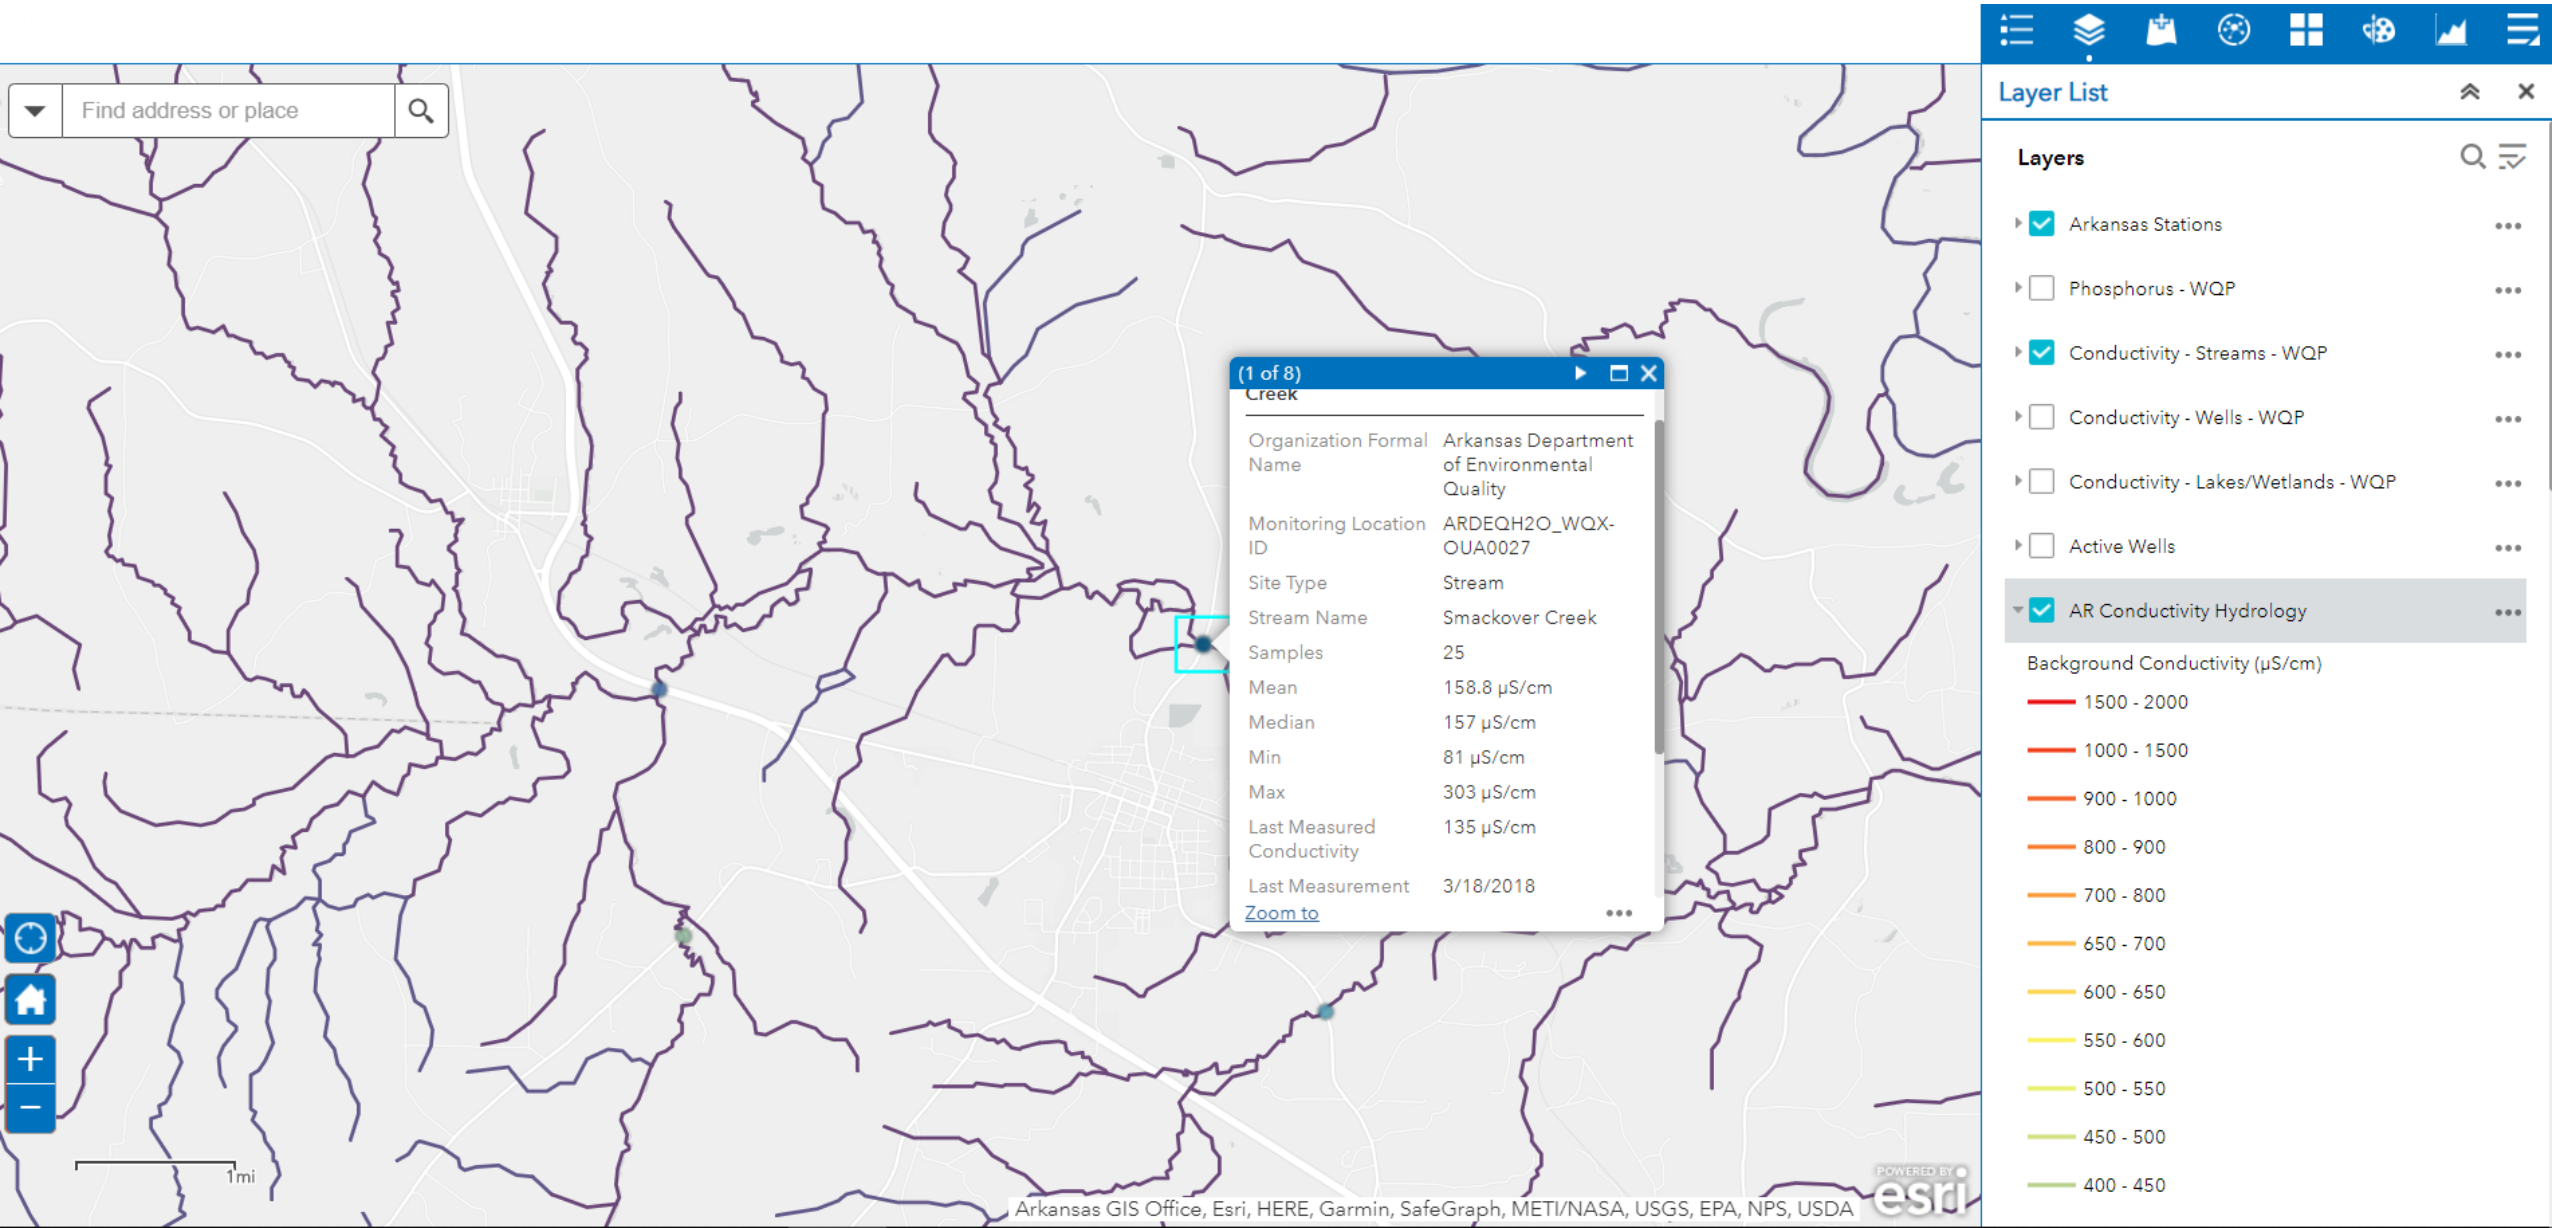 Find address or place
(1 of 8)
Creek
Organization Formal Name
Arkansas Department of Environmental Quality
Monitoring Location ID
ARDEQH2O_WQX-OUA0027
Site Type
Stream
Stream Name
Smackover Creek
Samples
25
Mean
158.8 µS/cm
Median
157 µS/cm
Min
81 µS/cm
Max
303 µS/cm
Last Measured Conductivity
135 µS/cm
Last Measurement
3/18/2018
Zoom to
1mi
Arkansas GIS Office, Esri, HERE, Garmin, SafeGraph, METI/NASA, USGS, EPA, NPS, USDA
POWERED BY
esri
Layer List
Layers
Arkansas Stations
Phosphorus - WQP
Conductivity - Streams - WQP
Conductivity - Wells - WQP
Conductivity - Lakes/Wetlands - WQP
Active Wells
AR Conductivity Hydrology
Background Conductivity (µS/cm)
1500 - 2000
1000 - 1500
900 - 1000
800 - 900
700 - 800
650 - 700
600 - 650
550 - 600
500 - 550
450 - 500
400 - 450